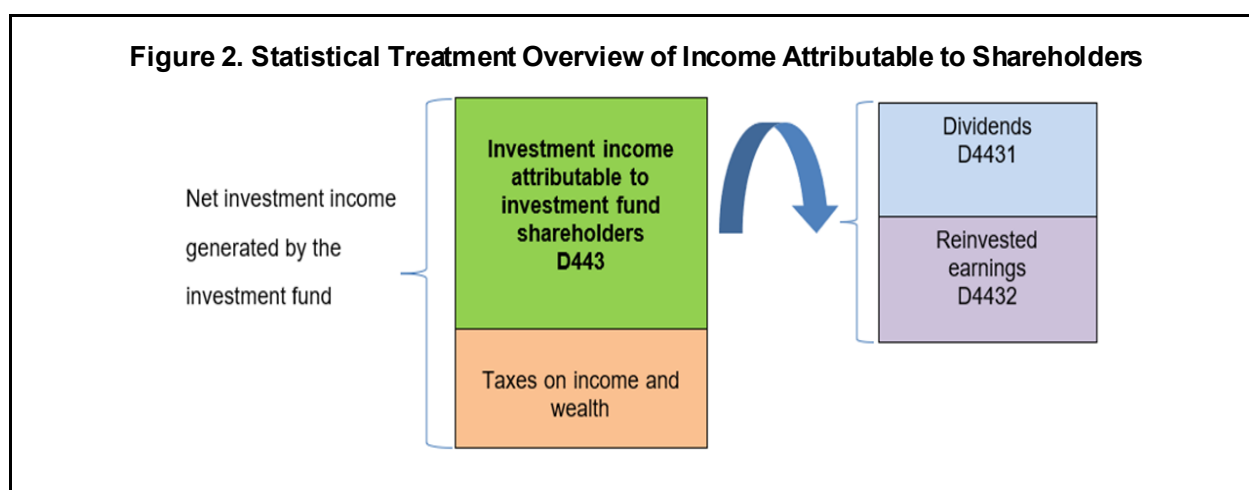 Figure 2. Statistical Treatment Overview of Income Attributable to Shareholders
Net investment income
generated by the
investment fund
Investment income
attributable to
investment fund
shareholders
D443
Taxes on income and
wealth
Dividends
D4431
Reinvested
earnings
D4432